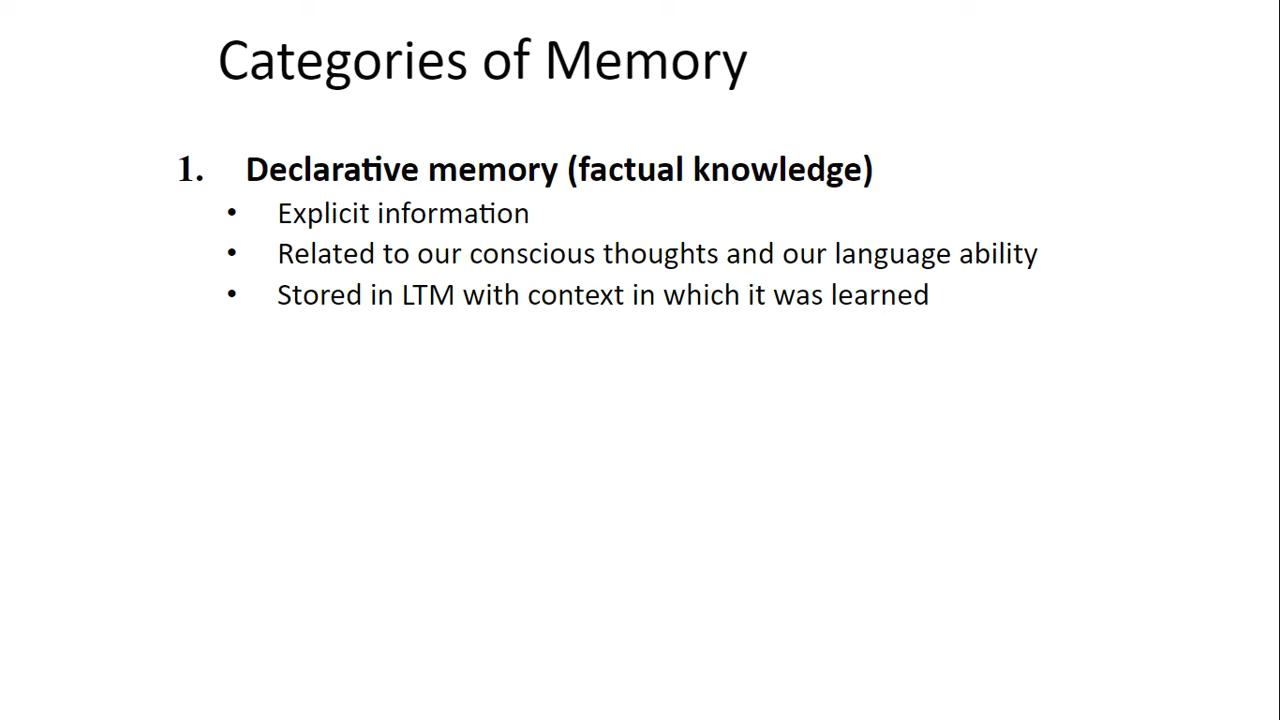 Categories of Memory
1. Declarative memory (factual knowledge)
• Explicit information
• Related to our conscious thoughts and our language ability
• Stored in LTM with context in which it was learned